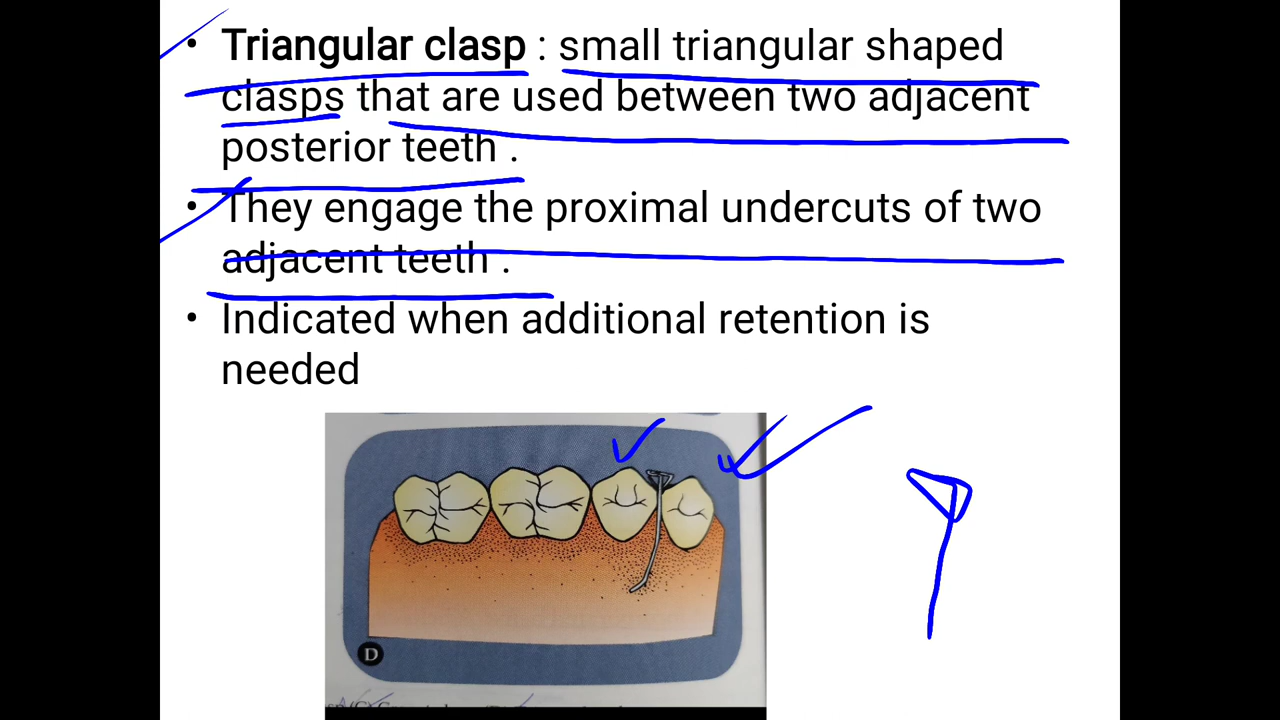 • Triangular clasp : small triangular shaped
clasps that are used between two adjacent
posterior teeth .
• They engage the proximal undercuts of two
adjacent teeth .
• Indicated when additional retention is
needed
D